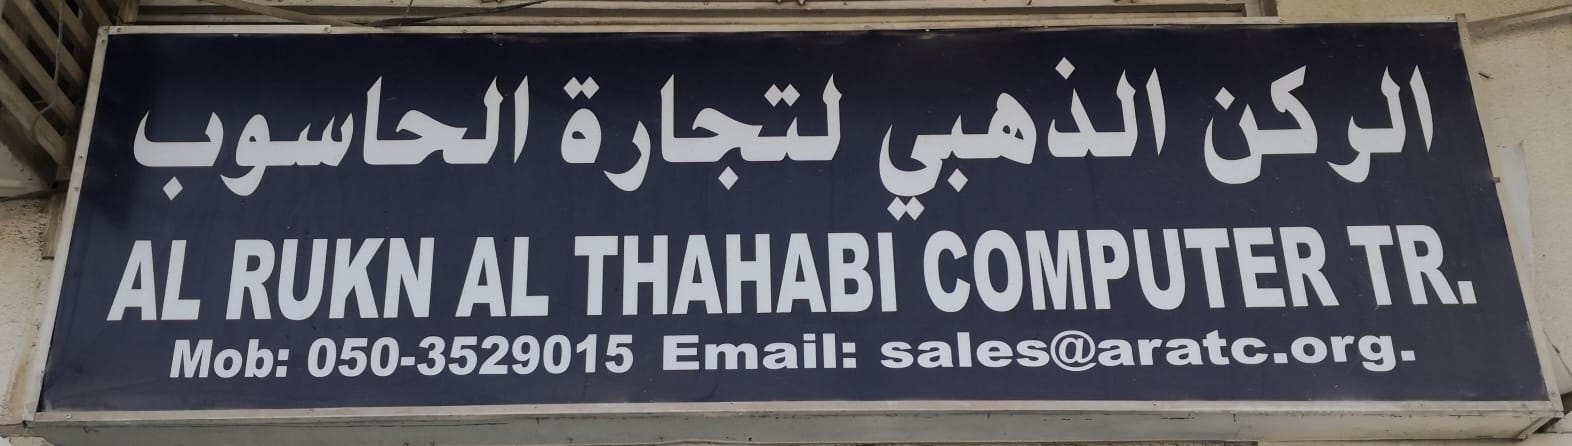 الركن الذهبي لتجارة الحاسوب
AL RUKN AL THAHABI COMPUTER TR.
Mob: 050-3529015 Email: sales@aratc.org.